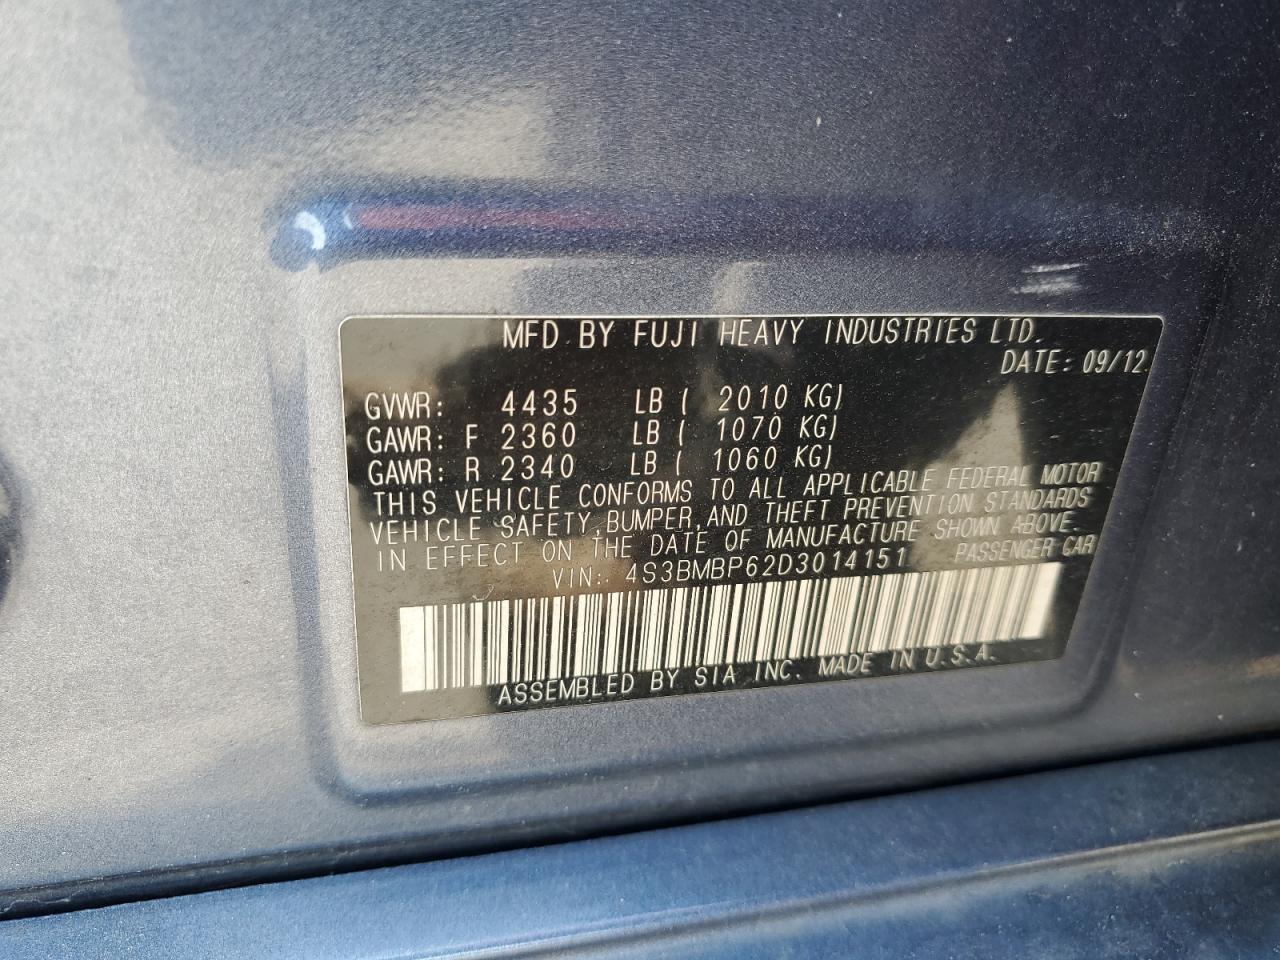 MFD BY FUJI HEAVY INDUSTRIES LTD.
DATE: 09/12
GVWR: 4435 LB ( 2010 KG)
GAWR: F 2360 LB ( 1070 KG)
GAWR: R 2340 LB ( 1060 KG)
THIS VEHICLE CONFORMS TO ALL APPLICABLE FEDERAL MOTOR
VEHICLE SAFETY, BUMPER, AND THEFT PREVENTION STANDARDS
IN EFFECT ON THE DATE OF MANUFACTURE SHOWN ABOVE.
VIN: 4S3BMBP62D3014151 PASSENGER CAR
ASSEMBLED BY SIA INC. MADE IN U.S.A.